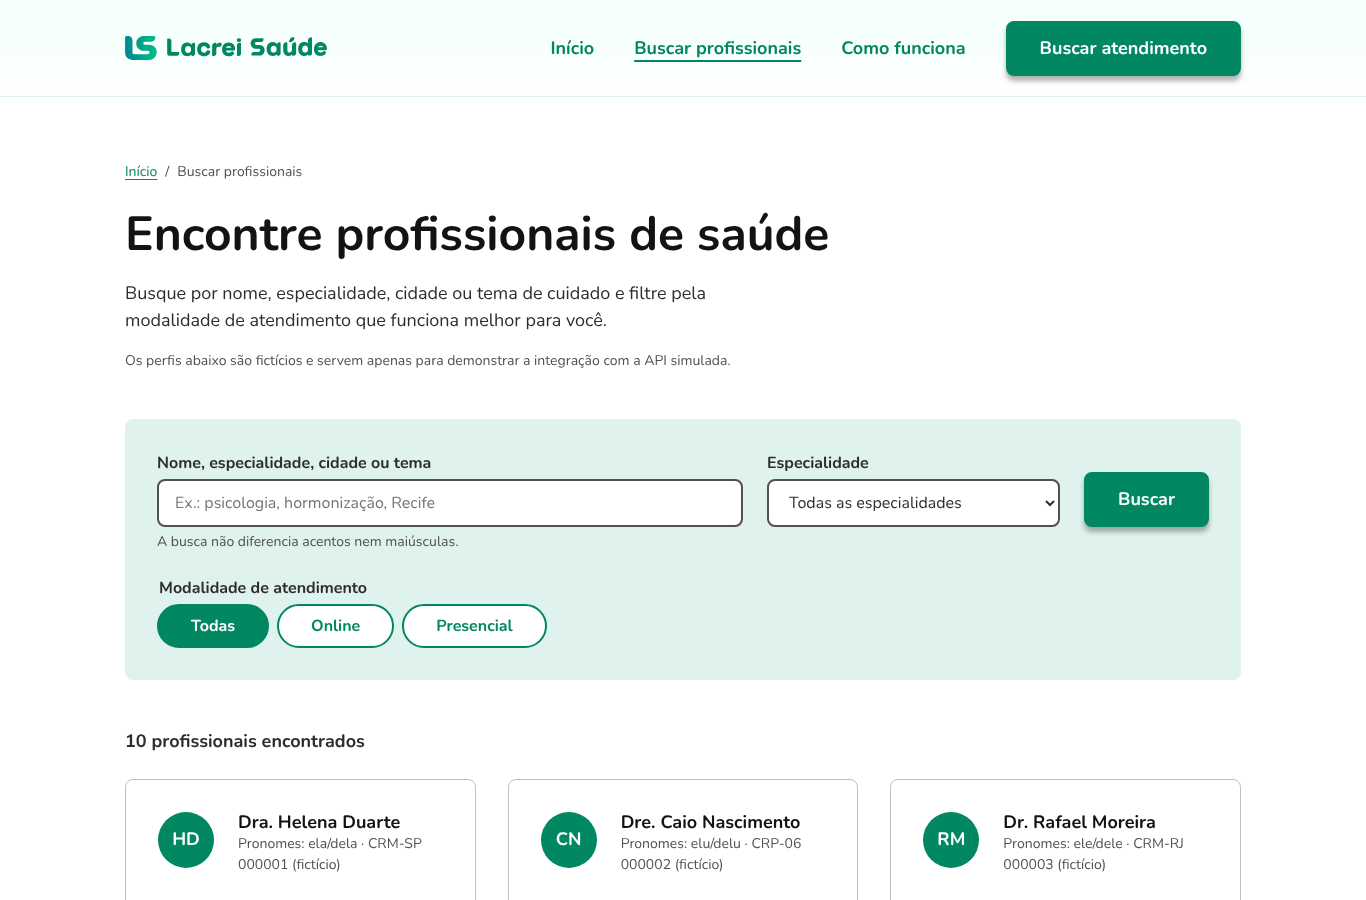 Lacrei Saúde
Início
Buscar profissionais
Como funciona
Buscar atendimento
Início / Buscar profissionais
Encontre profissionais de saúde
Busque por nome, especialidade, cidade ou tema de cuidado e filtre pela
modalidade de atendimento que funciona melhor para você.
Os perfis abaixo são fictícios e servem apenas para demonstrar a integração com a API simulada.
Nome, especialidade, cidade ou tema
Ex.: psicologia, hormonização, Recife
A busca não diferencia acentos nem maiúsculas.
Especialidade
Todas as especialidades
Buscar
Modalidade de atendimento
Todas
Online
Presencial
10 profissionais encontrados
HD
Dra. Helena Duarte
Pronomes: ela/dela · CRM-SP
000001 (fictício)
CN
Dre. Caio Nascimento
Pronomes: elu/delu · CRP-06
000002 (fictício)
RM
Dr. Rafael Moreira
Pronomes: ele/dele · CRM-RJ
000003 (fictício)